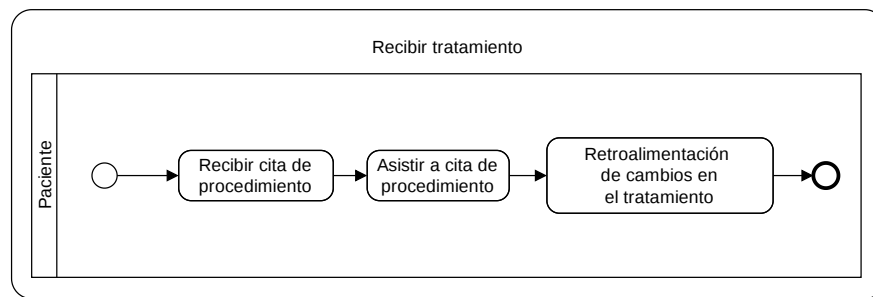 Recibir tratamiento
Paciente
Recibir cita de
procedimiento
Asistir a cita de
procedimiento
Retroalimentación
de cambios en
el tratamiento